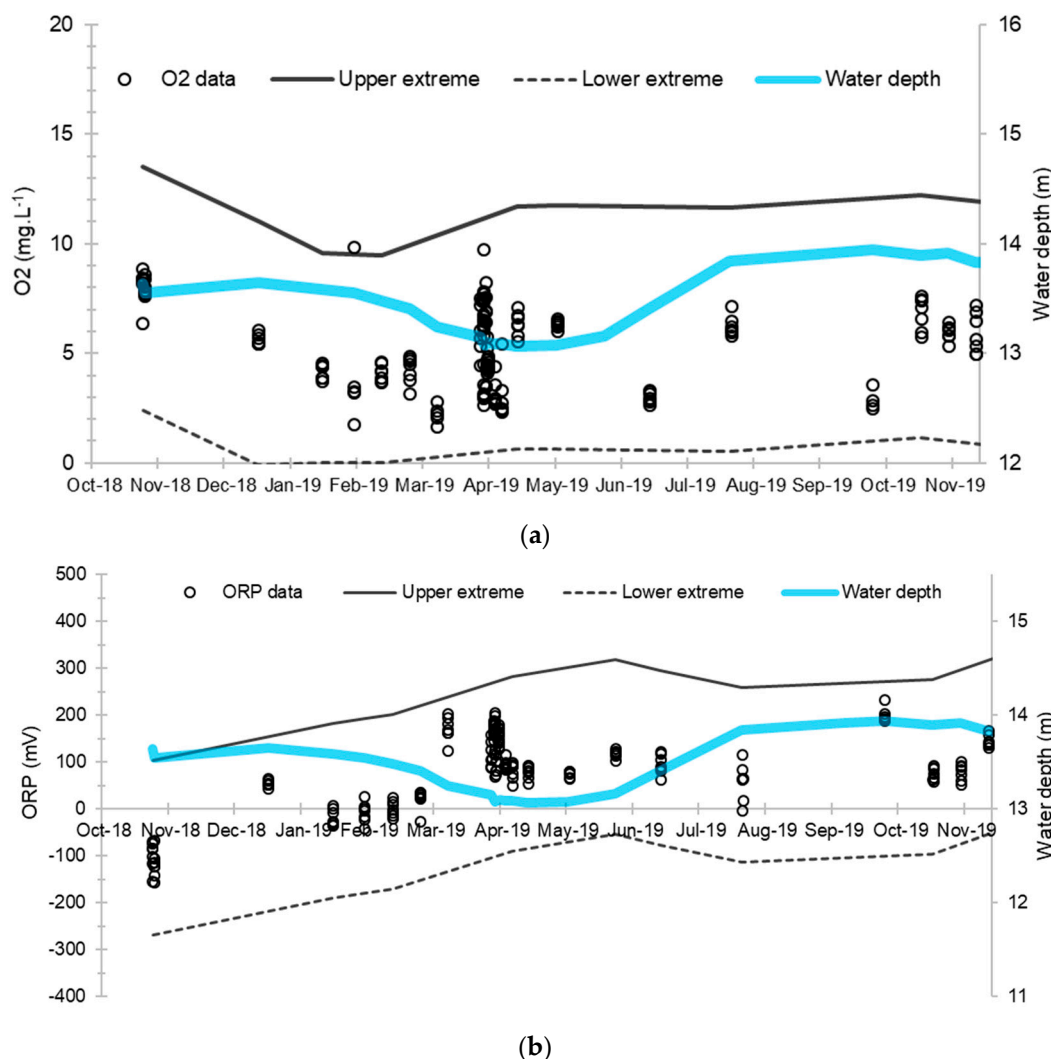 20 16
O2 data Upper extreme Lower extreme Water depth
15 15
10 14
5 13
0 12
O2 (mg.L-1)
Water depth (m)
Oct-18 Nov-18 Dec-18 Jan-19 Feb-19 Mar-19 Apr-19 May-19 Jun-19 Jul-19 Aug-19 Sep-19 Oct-19 Nov-19
(a)
500
ORP data Upper extreme Lower extreme Water depth
400 15
300
200 14
100
0 13
Oct-18 Nov-18 Dec-18 Jan-19 Feb-19 Mar-19 Apr-19 May-19 Jun-19 Jul-19 Aug-19 Sep-19 Oct-19 Nov-19
-100
-200 12
-300
-400 11
ORP (mV)
Water depth (m)
(b)